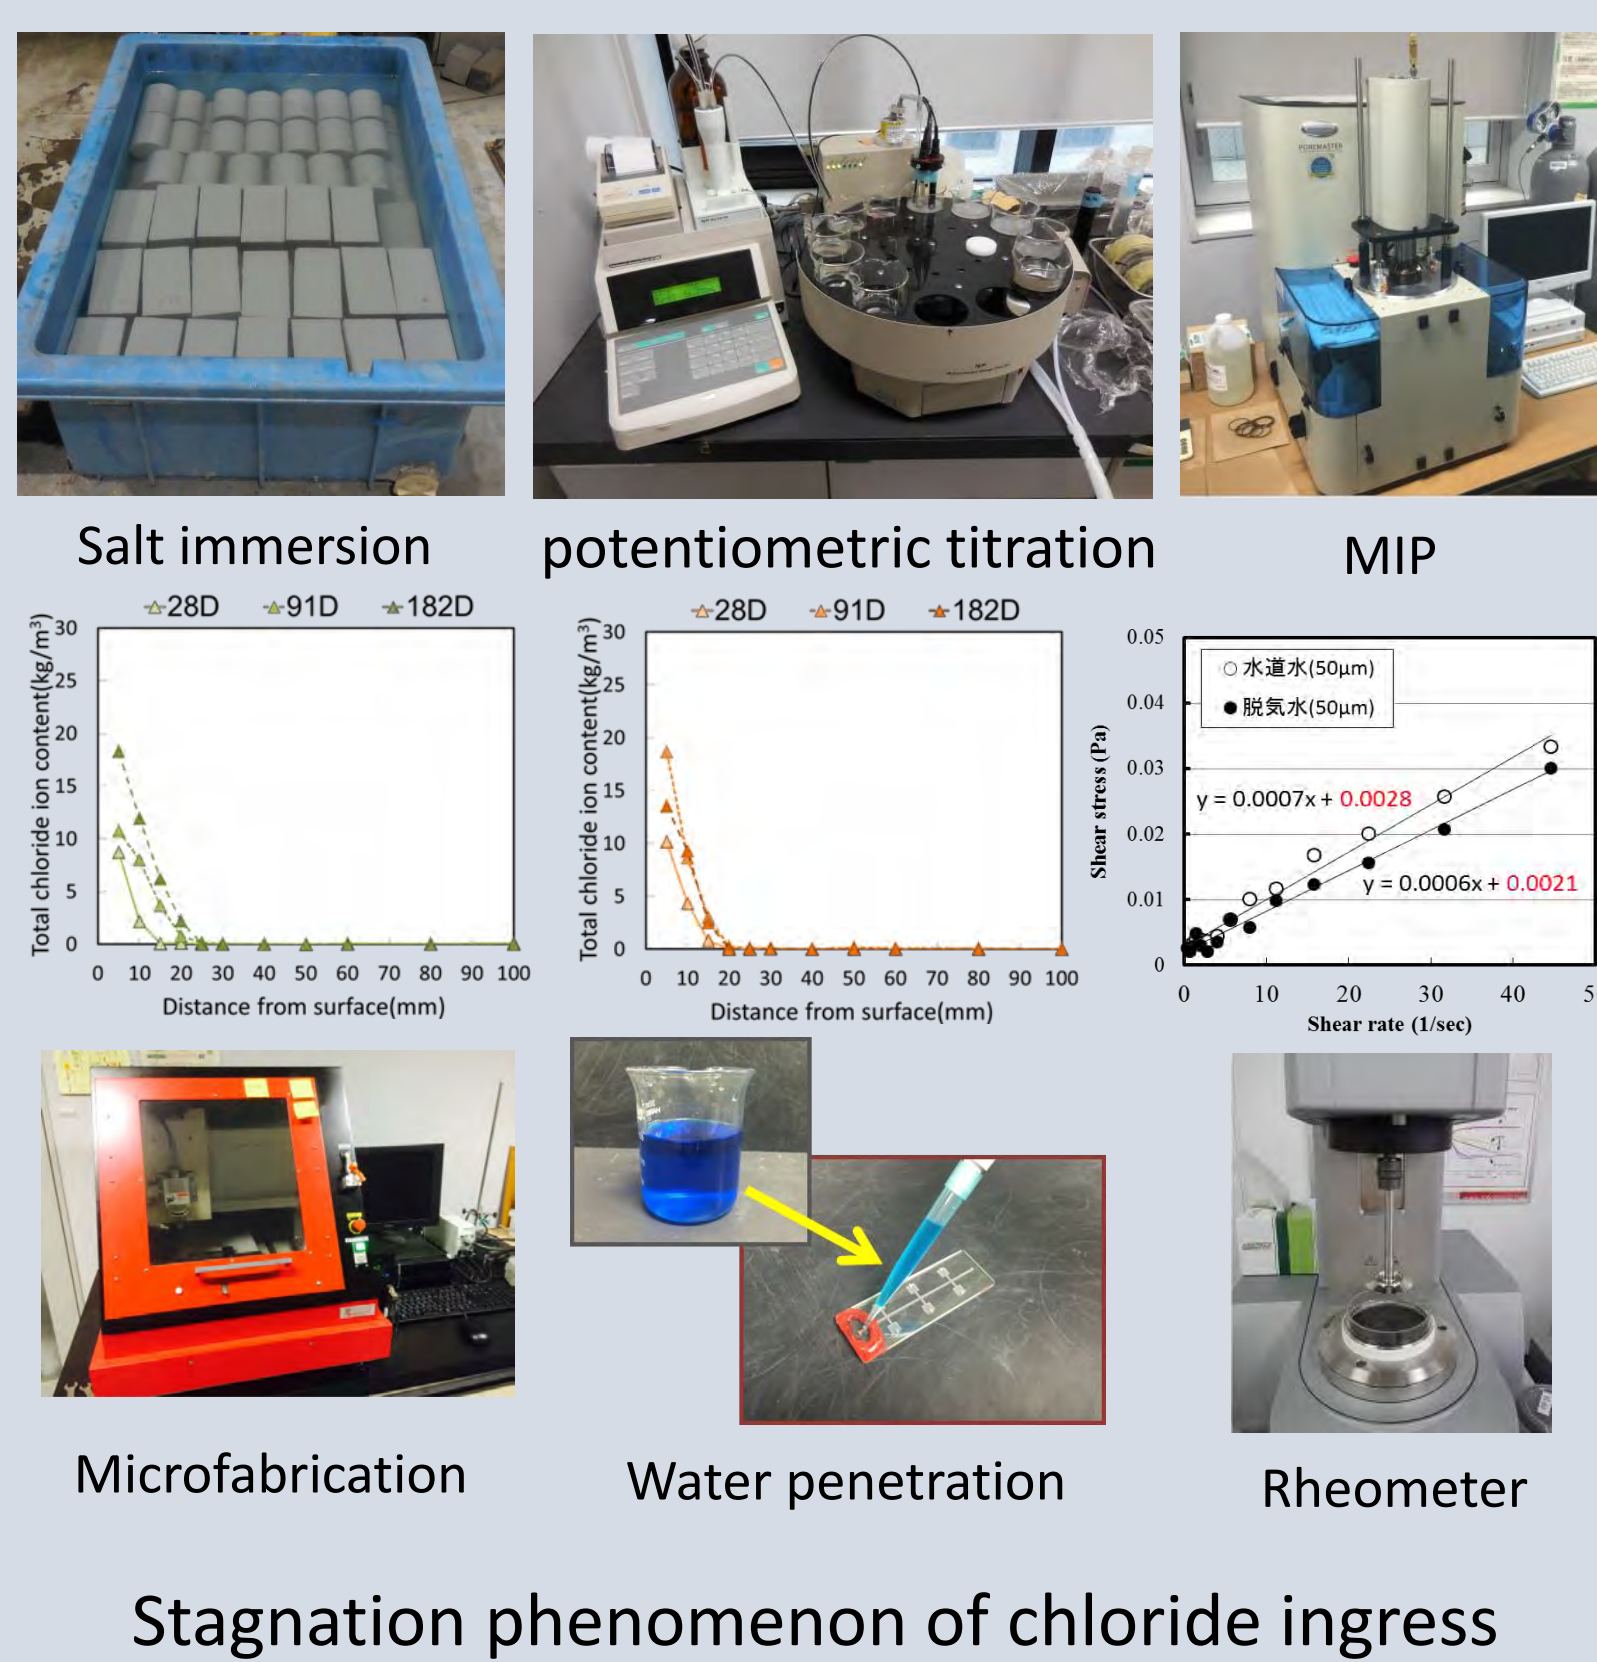 POREMASTER
Salt immersion
potentiometric titration
MIP
28D 91D 182D
Total chloride ion content(kg/m³)
30
25
20
15
10
5
0
0 10 20 30 40 50 60 70 80 90 100
Distance from surface(mm)
28D 91D 182D
Total chloride ion content(kg/m³)
30
25
20
15
10
5
0
0 10 20 30 40 50 60 70 80 90 100
Distance from surface(mm)
Shear stress (Pa)
0.05
0.04
0.03
0.02
0.01
0
水道水(50μm)
脱気水(50μm)
y = 0.0007x + 0.0028
y = 0.0006x + 0.0021
0 10 20 30 40 5
Shear rate (1/sec)
Microfabrication
Water penetration
Rheometer
Stagnation phenomenon of chloride ingress